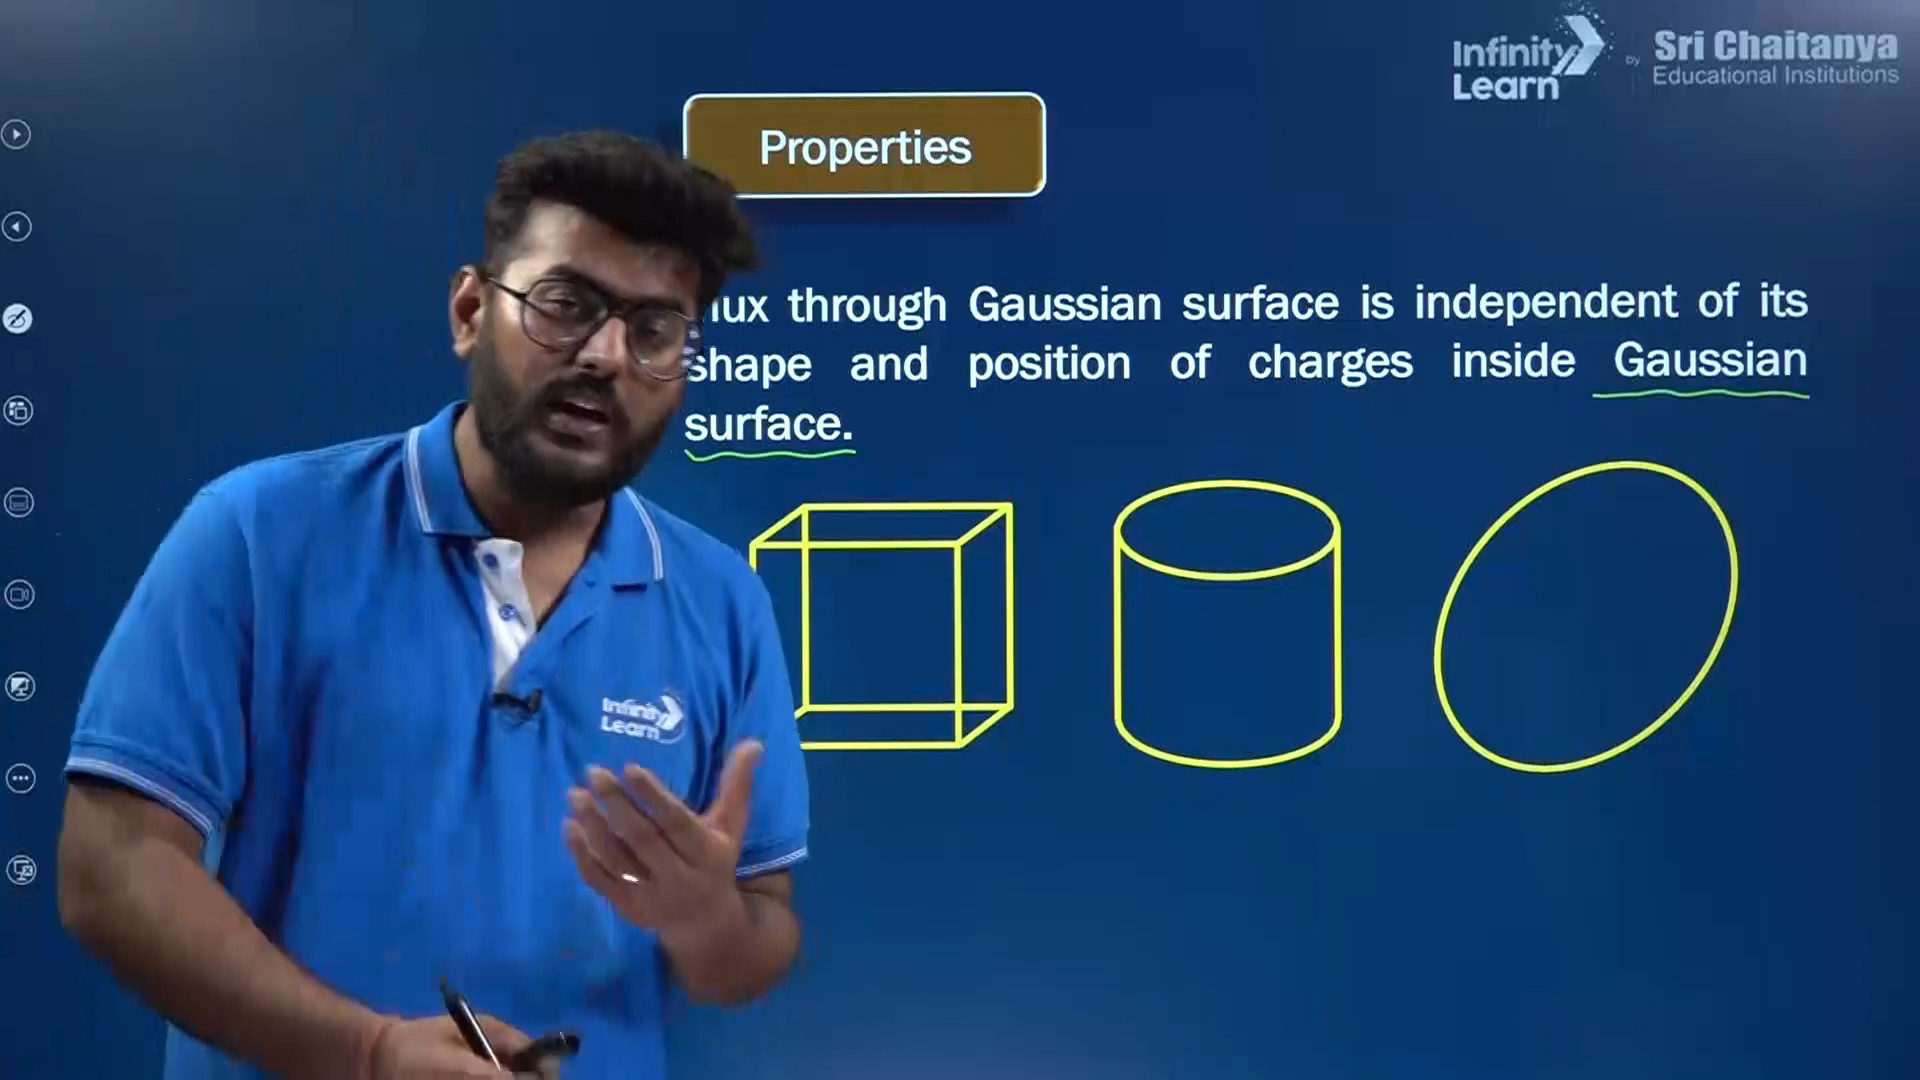 Infinity
Learn
by
Sri Chaitanya
Educational Institutions
Properties
through Gaussian surface is independent of its
shape and position of charges inside Gaussian
surface.
Infinity
Learn